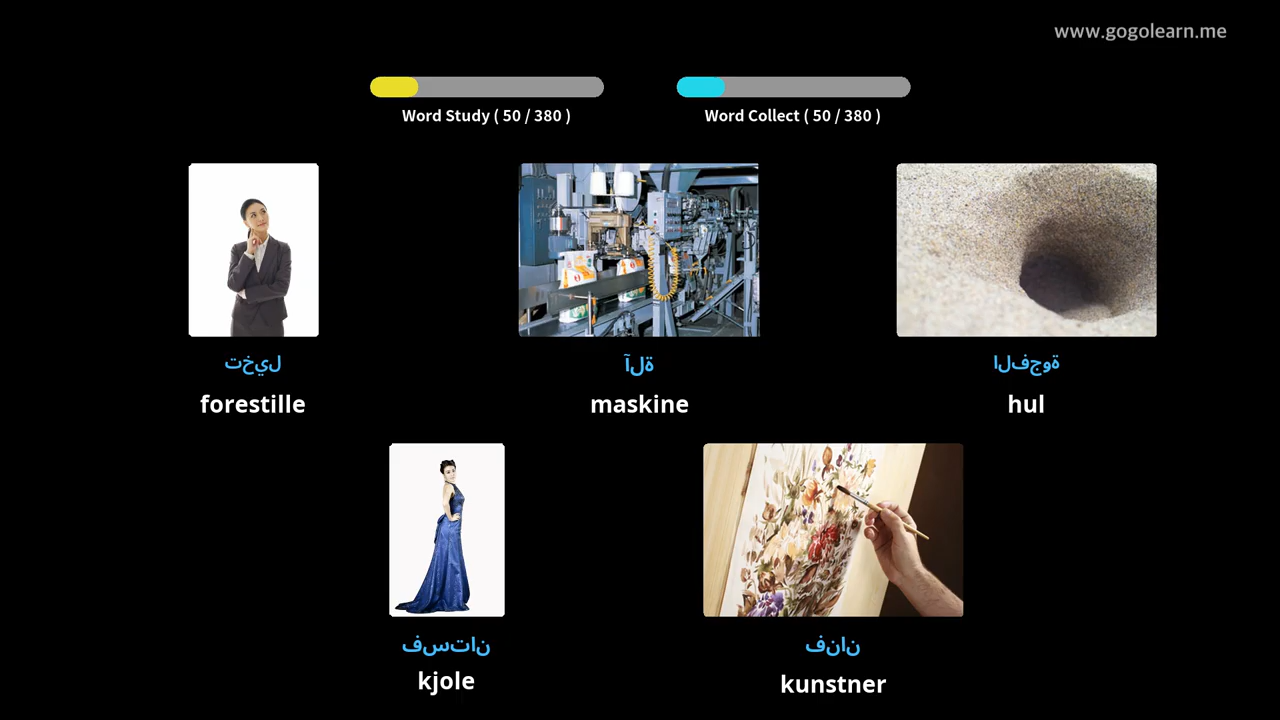 www.gogolearn.me
Word Study ( 50 / 380 )
Word Collect ( 50 / 380 )
تخيل
forestille
آلة
maskine
الفجوة
hul
فستان
kjole
فنان
kunstner